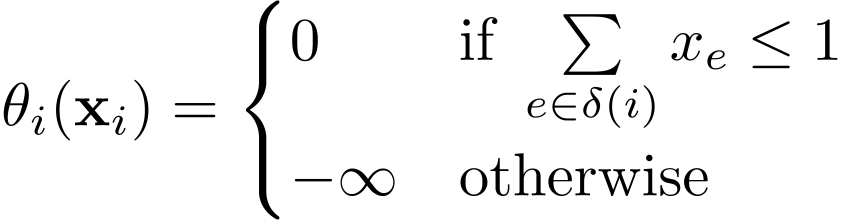 θ_i(𝐱_i) = { 0 if ∑_{e∈δ(i)} x_e ≤ 1
−∞ otherwise